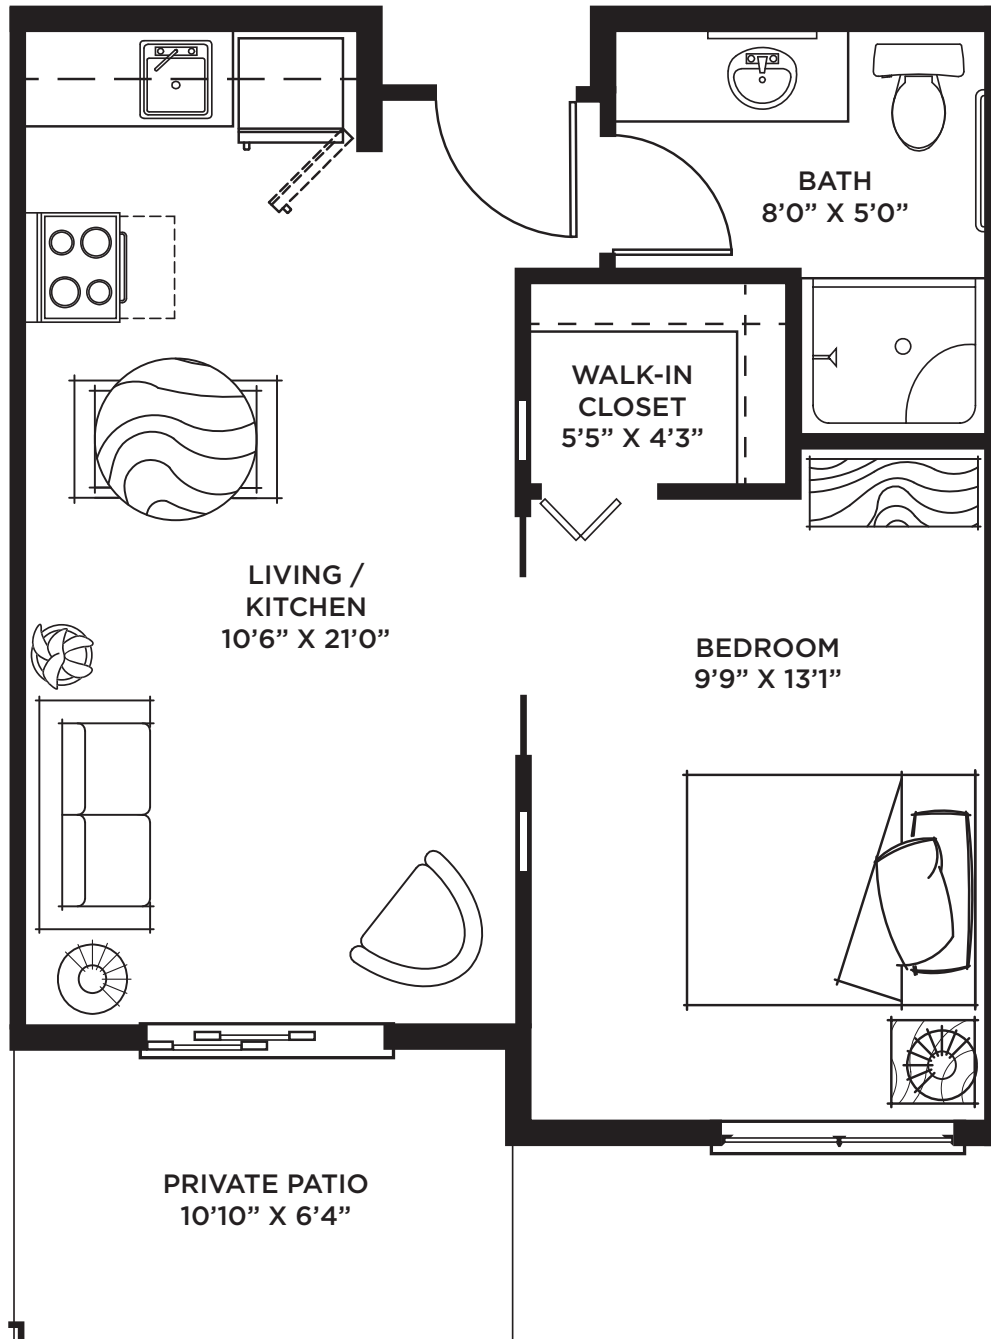 BATH
8’0” X 5’0”
WALK-IN
CLOSET
5’5” X 4’3”
LIVING /
KITCHEN
10’6” X 21’0”
BEDROOM
9’9” X 13’1”
PRIVATE PATIO
10’10” X 6’4”